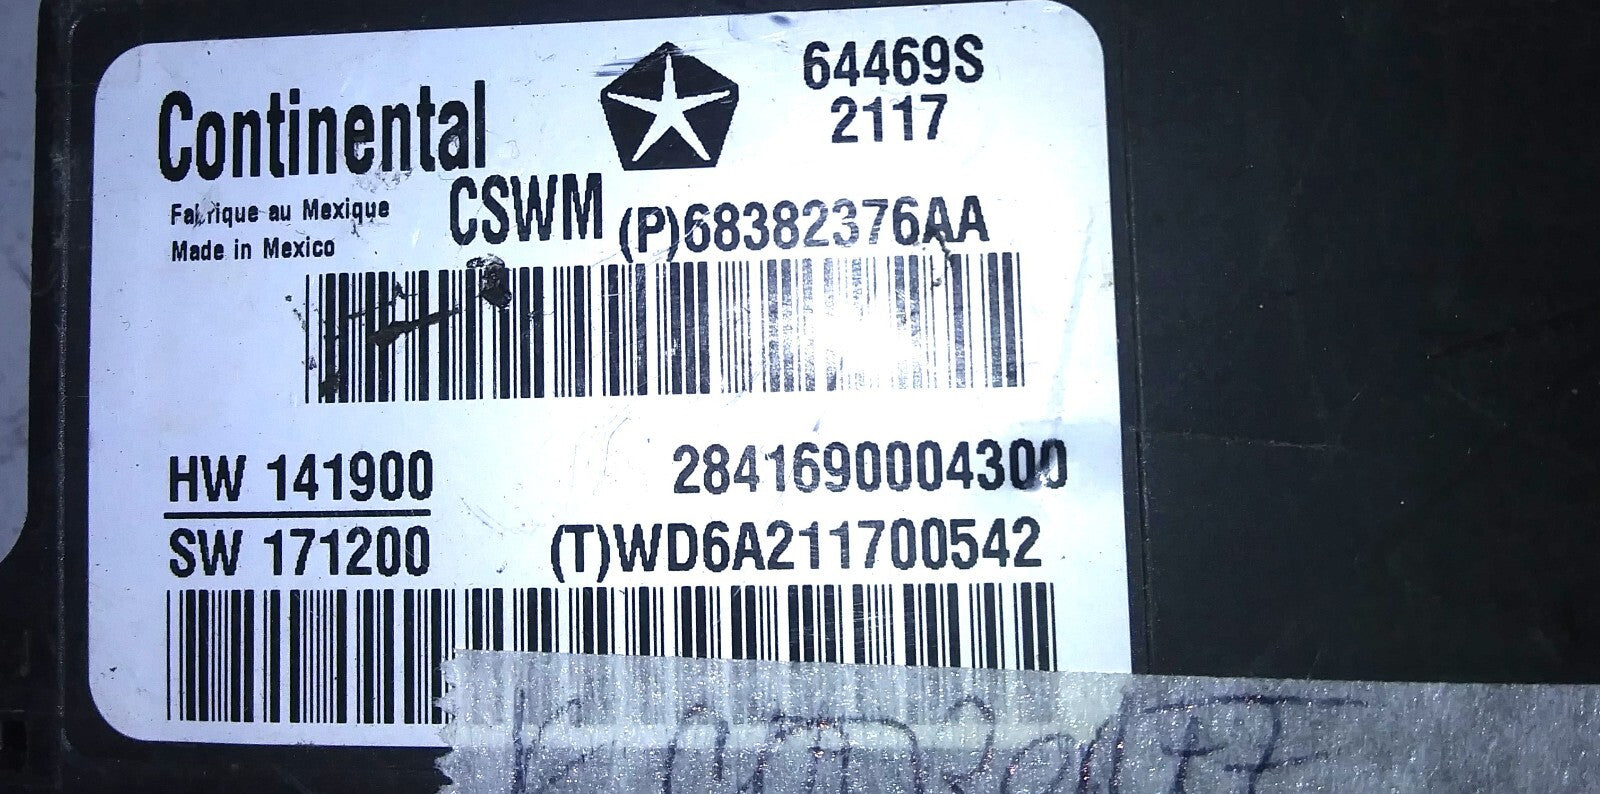 Continental
64469S
2117
Fabrique au Mexique
Made in Mexico
CSWM
(P)68382376AA
HW 141900
2841690004300
SW 171200
(T)WD6A211700542